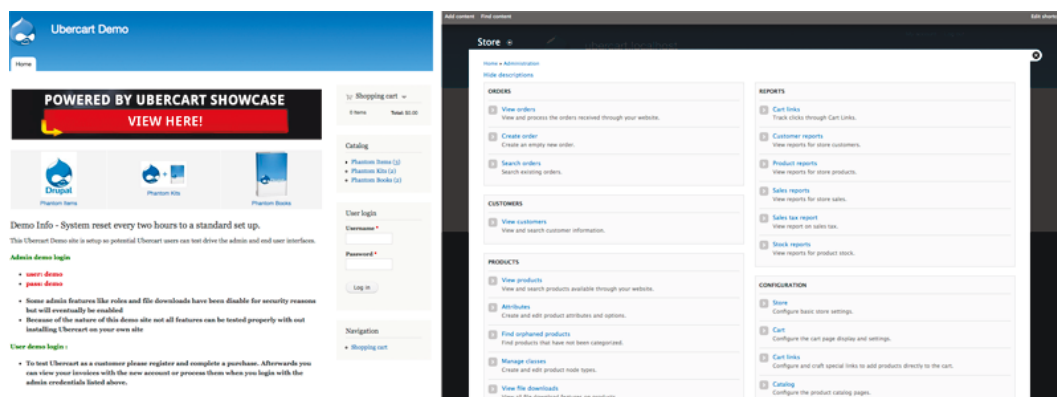 Ubercart Demo
Home
POWERED BY UBERCART SHOWCASE
VIEW HERE!
Drupal
Phantom Items
Phantom Kits
Phantom Books
Demo Info - System reset every two hours to a standard set up.
This Ubercart Demo site is setup so potential Ubercart users can test drive the admin and end user interfaces.
Admin demo login
user: demo
pass: demo
Some admin features like roles and file downloads have been disable for security reasons
but will eventually be enabled
Because of the nature of this demo site not all features can be tested properly with out
installing Ubercart on your own site
User demo login :
To test Ubercart as a customer please register and complete a purchase. Afterwards you
can view your invoices with the new account or process them when you login with the
admin credentials listed above.
Shopping cart
0 items Total: $0.00
Catalog
Phantom Items (3)
Phantom Kits (2)
Phantom Books (2)
User login
Username *
Password *
Log in
Navigation
Shopping cart
Add content Find content
Edit shortc
Store
ubercart.localhost
Home » Administration
Hide descriptions
ORDERS
View orders
View and process the orders received through your website.
Create order
Create an empty new order.
Search orders
Search existing orders.
CUSTOMERS
View customers
View and search customer information.
PRODUCTS
View products
View and search products available through your website.
Attributes
Create and edit product attributes and options.
Find orphaned products
Find products that have not been categorized.
Manage classes
Create and edit product node types.
View file downloads
View all file download features on products.
REPORTS
Cart links
Track clicks through Cart Links.
Customer reports
View reports for store customers.
Product reports
View reports for store products.
Sales reports
View reports for store sales.
Sales tax report
View report on sales tax.
Stock reports
View reports for product stock.
CONFIGURATION
Store
Configure basic store settings.
Cart
Configure the cart page display and settings.
Cart links
Configure and craft special links to add products directly to the cart.
Catalog
Configure the product catalog pages.